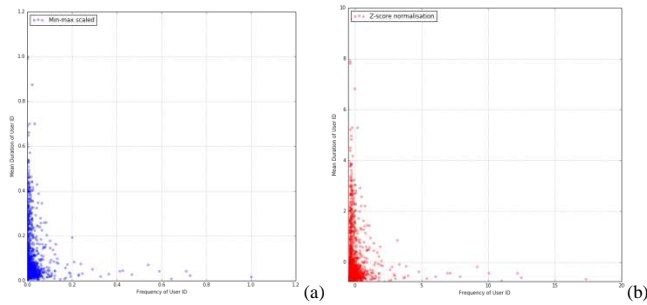 Min-max scaled
1.2
1.0
0.8
0.6
0.4
0.2
0.0
Mean Duration of User ID
0.0 0.2 0.4 0.6 0.8 1.0 1.2
Frequency of User ID
(a)
Z-score normalisation
10
8
6
4
2
0
Mean Duration of User ID
0 5 10 15 20
Frequency of User ID
(b)